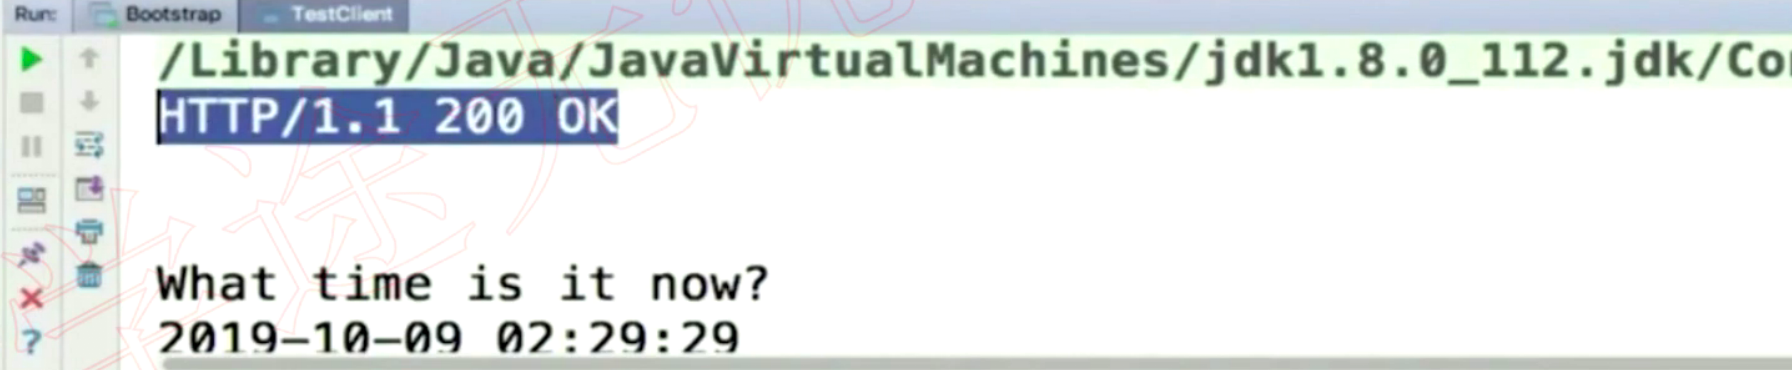 Run: Bootstrap TestClient
/Library/Java/JavaVirtualMachines/jdk1.8.0_112.jdk/Co
HTTP/1.1 200 OK
What time is it now?
2019-10-09 02:29:29